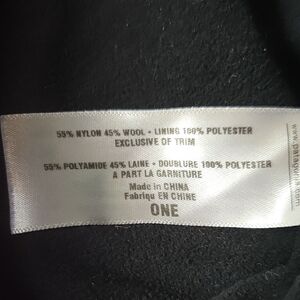 55% NYLON 45% WOOL • LINING 100% POLYESTER
EXCLUSIVE OF TRIM
55% POLYAMIDE 45% LAINE • DOUBLURE 100% POLYESTER
A PART LA GARNITURE
Made in CHINA
Fabriqu EN CHINE
ONE